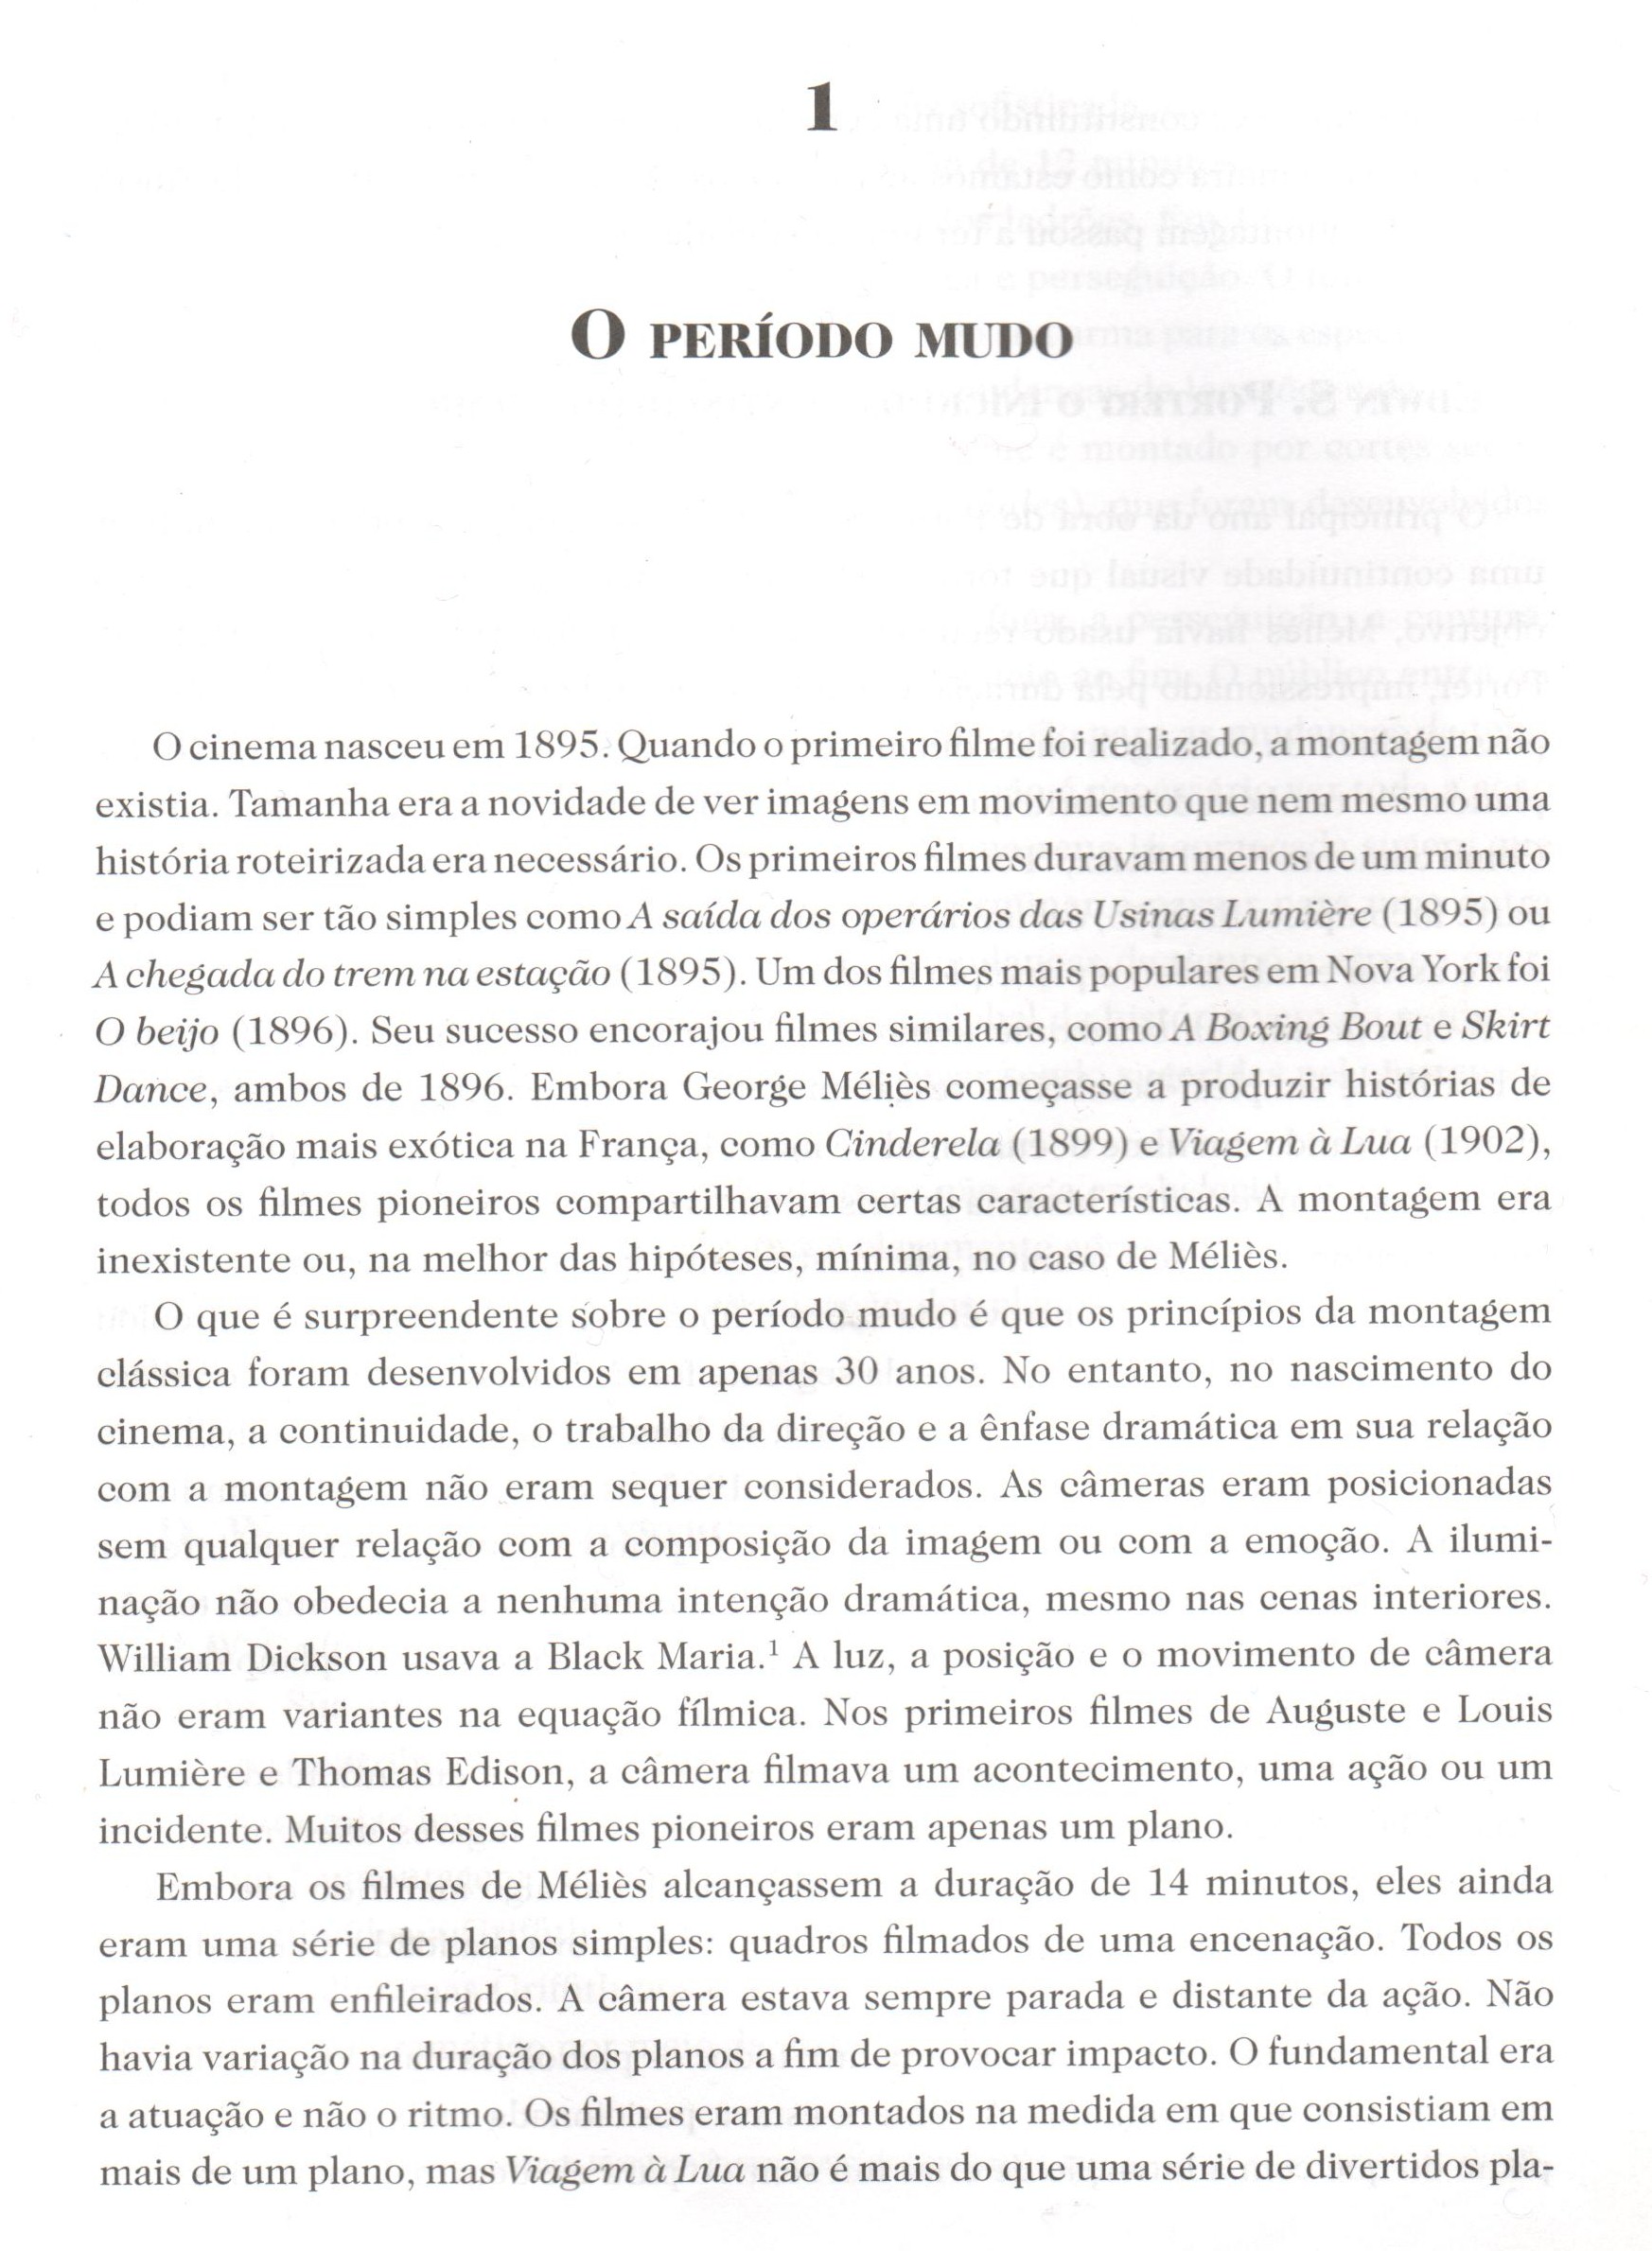 1
O PERÍODO MUDO
O cinema nasceu em 1895. Quando o primeiro filme foi realizado, a montagem não
existia. Tamanha era a novidade de ver imagens em movimento que nem mesmo uma
história roteirizada era necessário. Os primeiros filmes duravam menos de um minuto
e podiam ser tão simples como A saída dos operários das Usinas Lumière (1895) ou
A chegada do trem na estação (1895). Um dos filmes mais populares em Nova York foi
O beijo (1896). Seu sucesso encorajou filmes similares, como A Boxing Bout e Skirt
Dance, ambos de 1896. Embora George Méliès começasse a produzir histórias de
elaboração mais exótica na França, como Cinderela (1899) e Viagem à Lua (1902),
todos os filmes pioneiros compartilhavam certas características. A montagem era
inexistente ou, na melhor das hipóteses, mínima, no caso de Méliès.
O que é surpreendente sobre o período mudo é que os princípios da montagem
clássica foram desenvolvidos em apenas 30 anos. No entanto, no nascimento do
cinema, a continuidade, o trabalho da direção e a ênfase dramática em sua relação
com a montagem não eram sequer considerados. As câmeras eram posicionadas
sem qualquer relação com a composição da imagem ou com a emoção. A ilumi-
nação não obedecia a nenhuma intenção dramática, mesmo nas cenas interiores.
William Dickson usava a Black Maria.¹ A luz, a posição e o movimento de câmera
não eram variantes na equação fílmica. Nos primeiros filmes de Auguste e Louis
Lumière e Thomas Edison, a câmera filmava um acontecimento, uma ação ou um
incidente. Muitos desses filmes pioneiros eram apenas um plano.
Embora os filmes de Méliès alcançassem a duração de 14 minutos, eles ainda
eram uma série de planos simples: quadros filmados de uma encenação. Todos os
planos eram enfileirados. A câmera estava sempre parada e distante da ação. Não
havia variação na duração dos planos a fim de provocar impacto. O fundamental era
a atuação e não o ritmo. Os filmes eram montados na medida em que consistiam em
mais de um plano, mas Viagem à Lua não é mais do que uma série de divertidos pla-